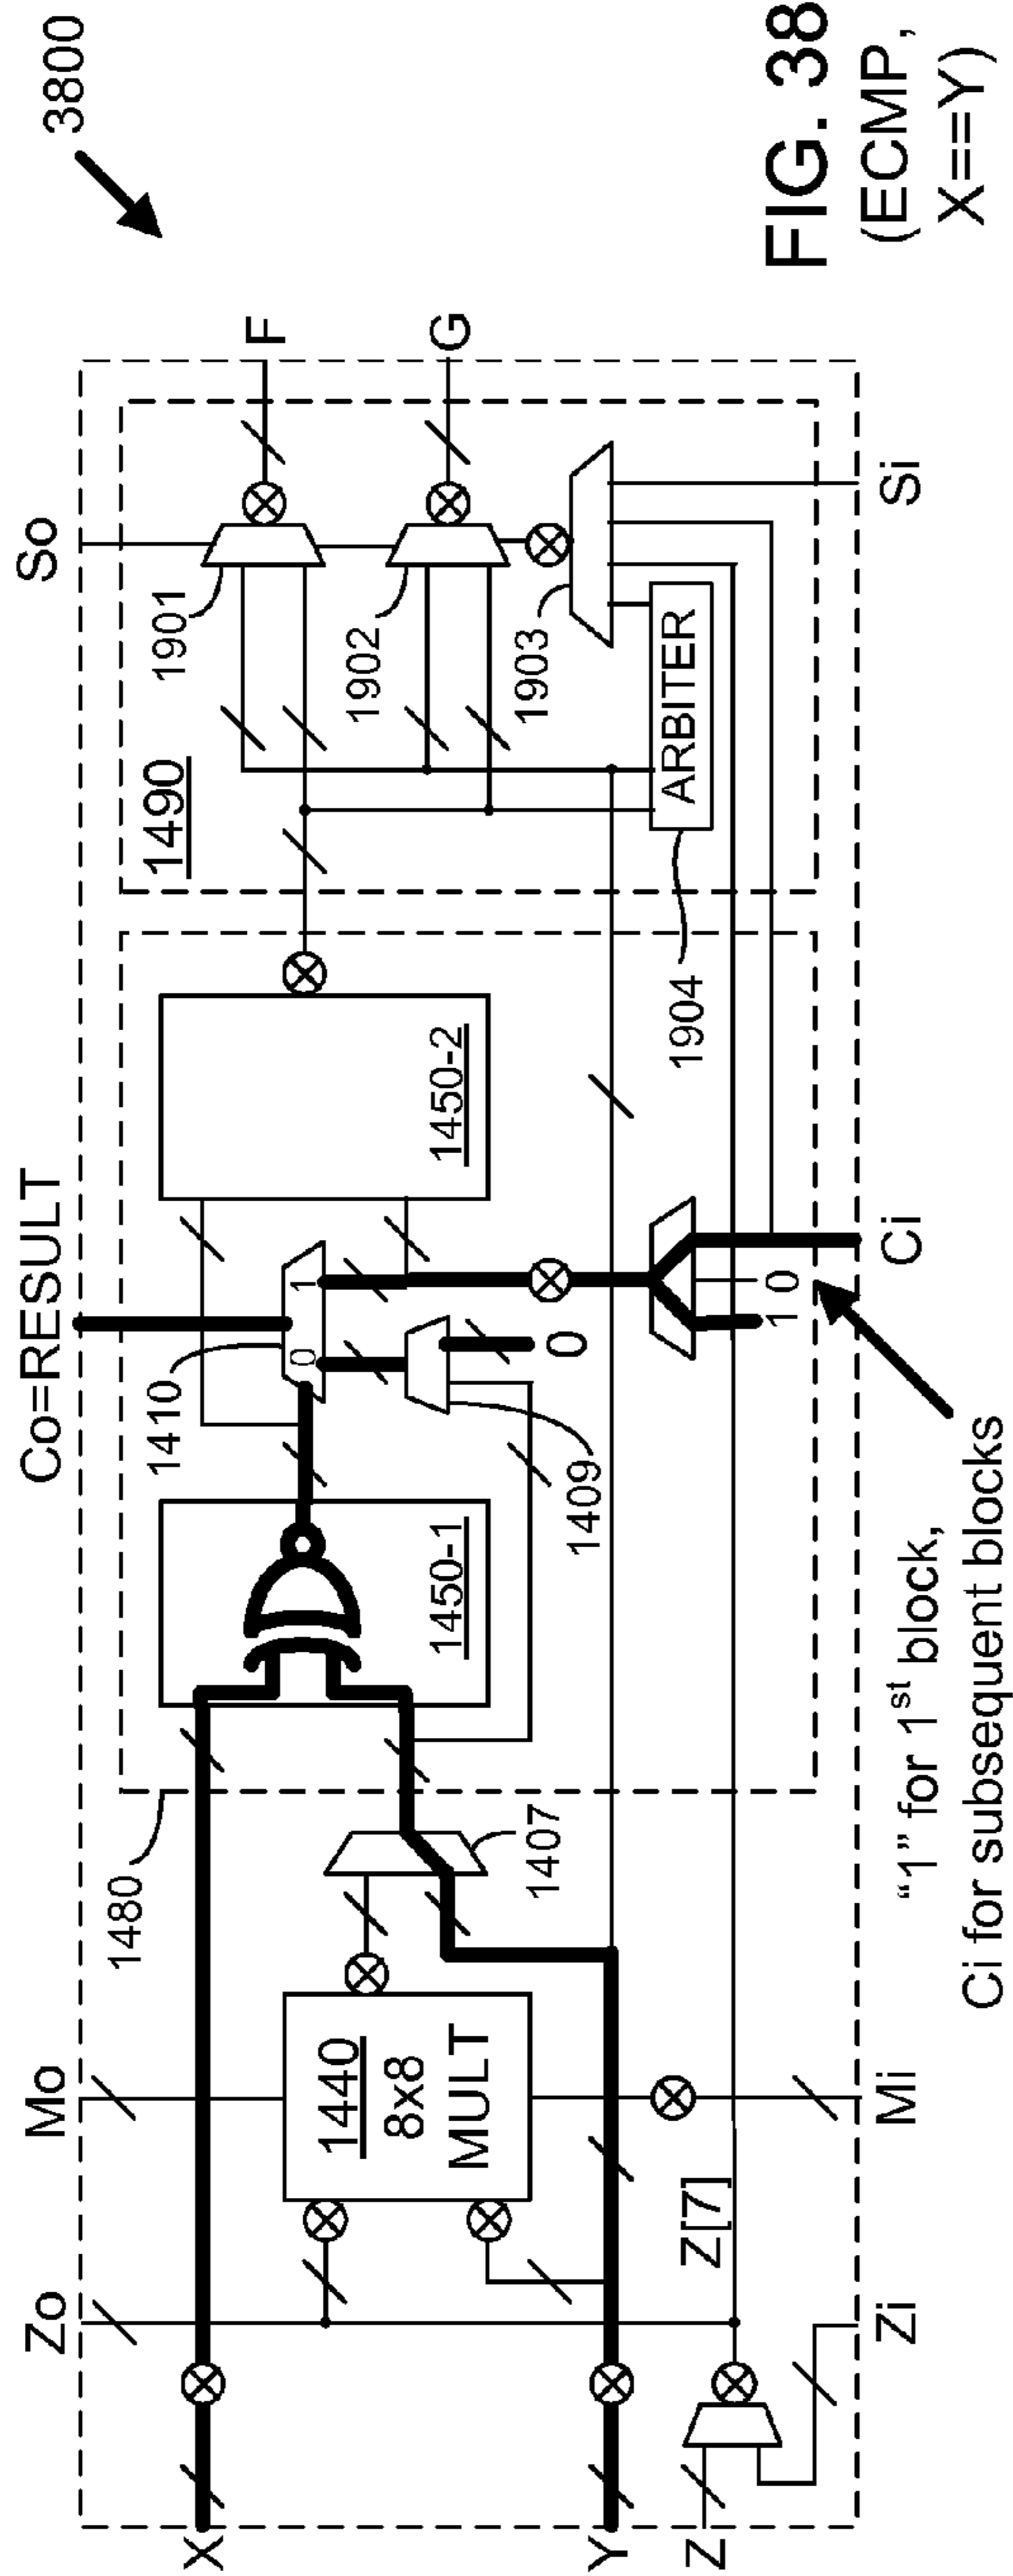 3800
Co=RESULT
So
Zo
Mo
1480
1410
1490
1901
F
X
1440
8x8
MULT
1407
1450-1
0
1
1409
0
1450-2
1902
G
1903
ARBITER
1904
Y
Z[7]
Z
1
0
Zi
Mi
Ci
Si
"1" for 1st block,
Ci for subsequent blocks
FIG. 38
(ECMP,
X==Y)